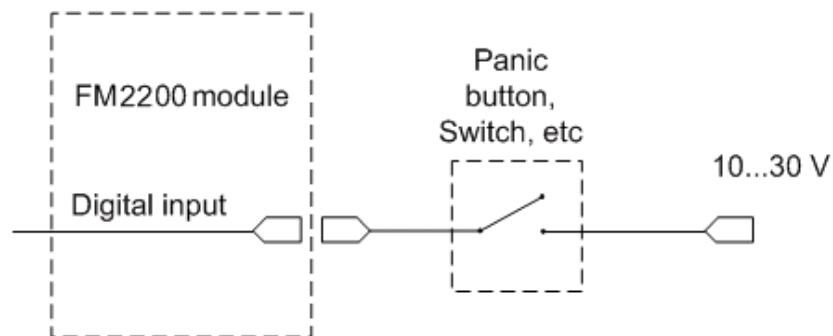 FM2200 module
Digital input
Panic
button,
Switch, etc
10...30 V